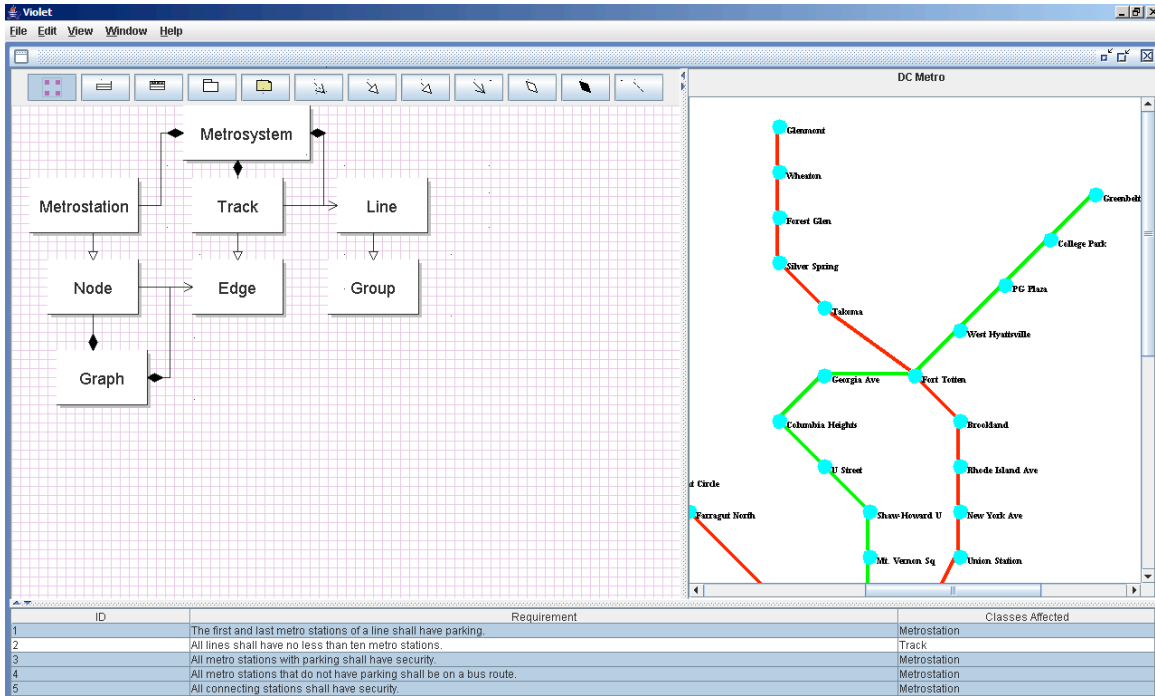 Violet
File Edit View Window Help
DC Metro
Metrosystem
Metrostation
Track
Line
Node
Edge
Group
Graph
Glenmont
Wheaton
Forest Glen
Silver Spring
Takoma
Greenbelt
College Park
PG Plaza
West Hyattsville
Georgia Ave
Fort Totten
Columbia Heights
Brookland
U Street
Rhode Island Ave
t Circle
Farragut North
Shaw-Howard U
New York Ave
Mt. Vernon Sq
Union Station
ID Requirement Classes Affected
1 The first and last metro stations of a line shall have parking. Metrostation
2 All lines shall have no less than ten metro stations. Track
3 All metro stations with parking shall have security. Metrostation
4 All metro stations that do not have parking shall be on a bus route. Metrostation
5 All connecting stations shall have security. Metrostation